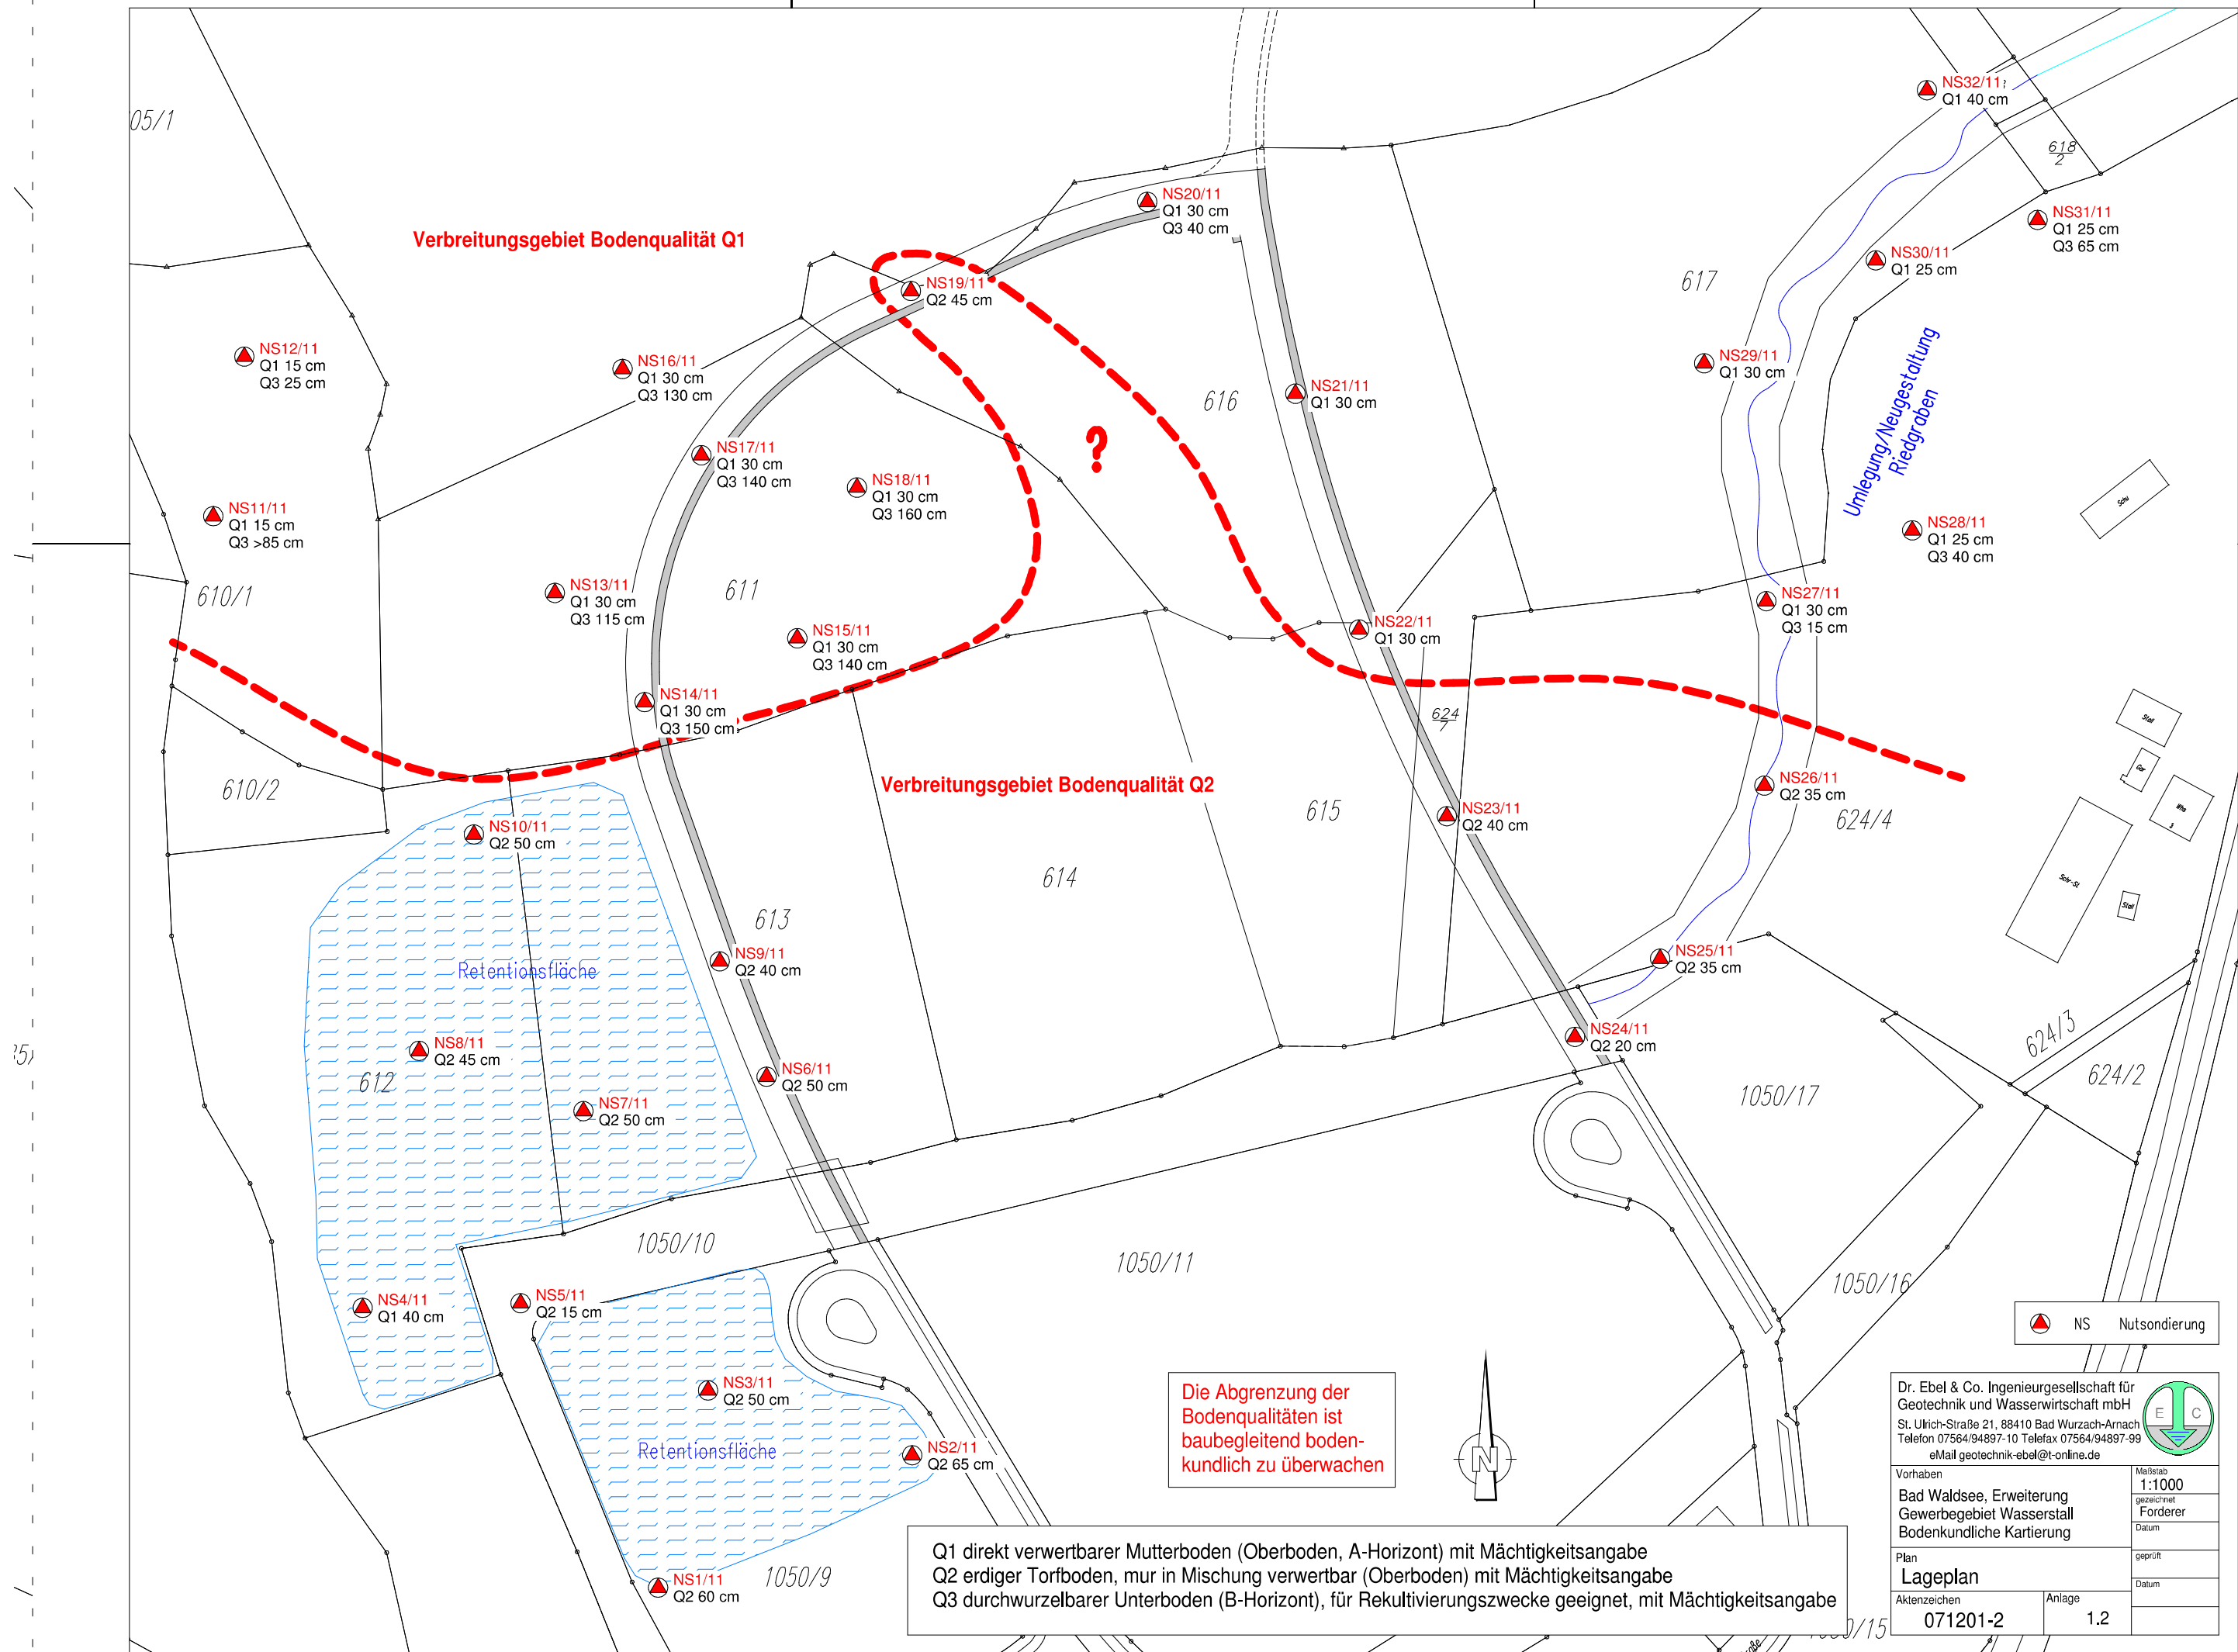 05/1
Verbreitungsgebiet Bodenqualität Q1
NS32/11
Q1 40 cm
618
2
NS20/11
Q1 30 cm
Q3 40 cm
NS31/11
Q1 25 cm
Q3 65 cm
NS30/11
Q1 25 cm
617
NS19/11
Q2 45 cm
NS12/11
Q1 15 cm
Q3 25 cm
NS16/11
Q1 30 cm
Q3 130 cm
NS29/11
Q1 30 cm
Umlegung/Neugestaltung
Riedgraben
616
NS21/11
Q1 30 cm
?
NS17/11
Q1 30 cm
Q3 140 cm
NS18/11
Q1 30 cm
Q3 160 cm
Schu
NS11/11
Q1 15 cm
Q3 >85 cm
NS28/11
Q1 25 cm
Q3 40 cm
610/1
NS13/11
Q1 30 cm
Q3 115 cm
611
NS27/11
Q1 30 cm
Q3 15 cm
NS15/11
Q1 30 cm
Q3 140 cm
NS22/11
Q1 30 cm
NS14/11
Q1 30 cm
Q3 150 cm
624
7
Stall
Gar
610/2
Verbreitungsgebiet Bodenqualität Q2
615
NS26/11
Q2 35 cm
624/4
Whs
3
NS23/11
Q2 40 cm
NS10/11
Q2 50 cm
614
Schr-St
Stall
613
Retentionsfläche
NS9/11
Q2 40 cm
NS25/11
Q2 35 cm
NS24/11
Q2 20 cm
624/3
624/2
35/
NS8/11
Q2 45 cm
612
NS6/11
Q2 50 cm
NS7/11
Q2 50 cm
1050/17
1050/10
1050/11
1050/16
NS4/11
Q1 40 cm
NS5/11
Q2 15 cm
NS Nutsondierung
NS3/11
Q2 50 cm
Retentionsfläche
NS2/11
Q2 65 cm
NS1/11
Q2 60 cm
1050/9
Die Abgrenzung der
Bodenqualitäten ist
baubegleitend boden-
kundlich zu überwachen
N
Q1 direkt verwertbarer Mutterboden (Oberboden, A-Horizont) mit Mächtigkeitsangabe
Q2 erdiger Torfboden, mur in Mischung verwertbar (Oberboden) mit Mächtigkeitsangabe
Q3 durchwurzelbarer Unterboden (B-Horizont), für Rekultivierungszwecke geeignet, mit Mächtigkeitsangabe
Dr. Ebel & Co. Ingenieurgesellschaft für
Geotechnik und Wasserwirtschaft mbH
St. Ulrich-Straße 21, 88410 Bad Wurzach-Arnach
Telefon 07564/94897-10 Telefax 07564/94897-99
eMail geotechnik-ebel@t-online.de
E C
Vorhaben
Bad Waldsee, Erweiterung
Gewerbegebiet Wasserstall
Bodenkundliche Kartierung
Maßstab
1:1000
gezeichnet
Forderer
Datum
geprüft
Datum
Plan
Lageplan
Aktenzeichen
071201-2
Anlage
1.2